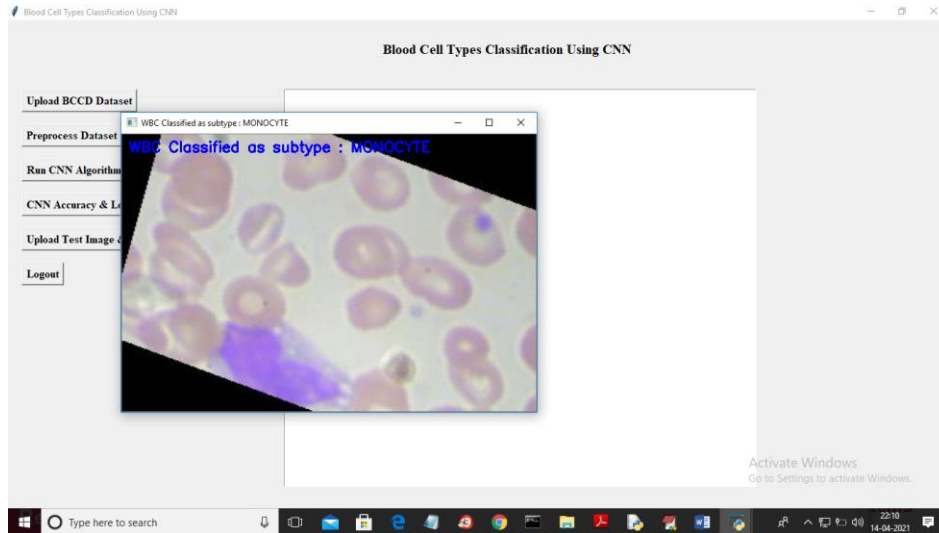 Blood Cell Types Classification Using CNN
Blood Cell Types Classification Using CNN
Upload BCCD Dataset
Preprocess Dataset
Run CNN Algorithm
CNN Accuracy &
Upload Test Image
Logout
WBC Classified as subtype : MONOCYTE
WBC Classified as subtype : MONOCYTE
Activate Windows
Go to Settings to activate Windows.
Type here to search
22:10
14-04-2021